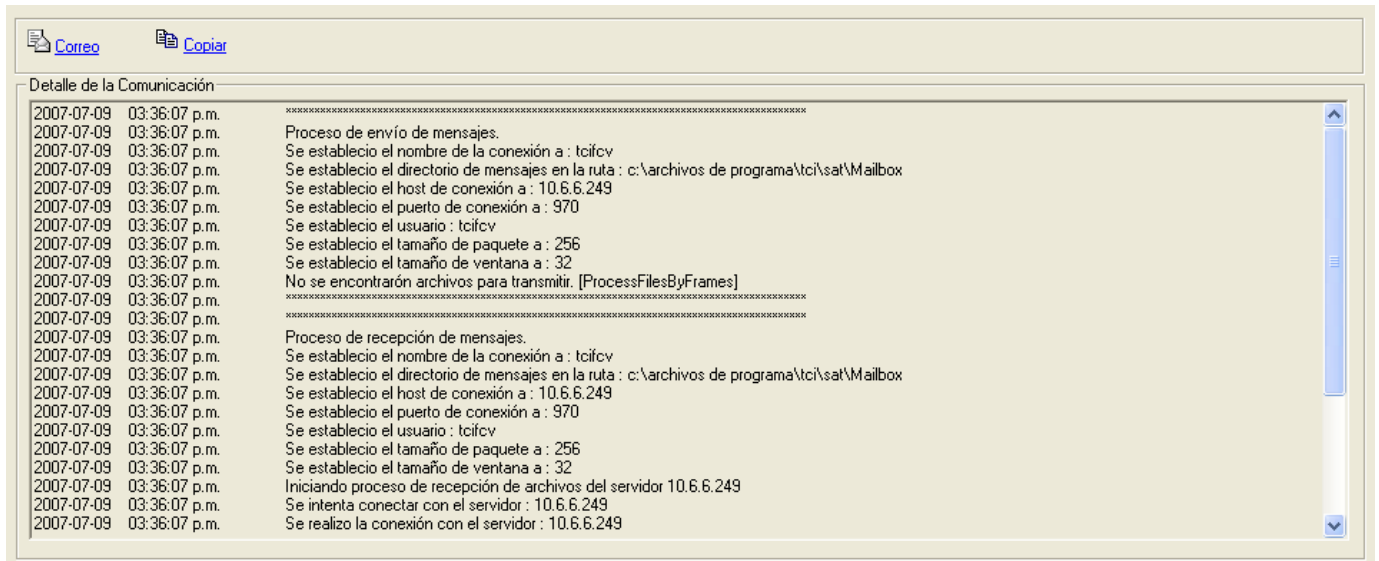 Correo Copiar
Detalle de la Comunicación
2007-07-09 03:36:07 p.m. ********************************************************************************************
2007-07-09 03:36:07 p.m. Proceso de envío de mensajes.
2007-07-09 03:36:07 p.m. Se establecio el nombre de la conexión a : tcifcv
2007-07-09 03:36:07 p.m. Se establecio el directorio de mensajes en la ruta : c:\archivos de programa\tci\sat\Mailbox
2007-07-09 03:36:07 p.m. Se establecio el host de conexión a : 10.6.6.249
2007-07-09 03:36:07 p.m. Se establecio el puerto de conexión a : 970
2007-07-09 03:36:07 p.m. Se establecio el usuario : tcifcv
2007-07-09 03:36:07 p.m. Se establecio el tamaño de paquete a : 256
2007-07-09 03:36:07 p.m. Se establecio el tamaño de ventana a : 32
2007-07-09 03:36:07 p.m. No se encontrarón archivos para transmitir. [ProcessFilesByFrames]
2007-07-09 03:36:07 p.m. ********************************************************************************************
2007-07-09 03:36:07 p.m. ********************************************************************************************
2007-07-09 03:36:07 p.m. Proceso de recepción de mensajes.
2007-07-09 03:36:07 p.m. Se establecio el nombre de la conexión a : tcifcv
2007-07-09 03:36:07 p.m. Se establecio el directorio de mensajes en la ruta : c:\archivos de programa\tci\sat\Mailbox
2007-07-09 03:36:07 p.m. Se establecio el host de conexión a : 10.6.6.249
2007-07-09 03:36:07 p.m. Se establecio el puerto de conexión a : 970
2007-07-09 03:36:07 p.m. Se establecio el usuario : tcifcv
2007-07-09 03:36:07 p.m. Se establecio el tamaño de paquete a : 256
2007-07-09 03:36:07 p.m. Se establecio el tamaño de ventana a : 32
2007-07-09 03:36:07 p.m. Iniciando proceso de recepción de archivos del servidor 10.6.6.249
2007-07-09 03:36:07 p.m. Se intenta conectar con el servidor : 10.6.6.249
2007-07-09 03:36:07 p.m. Se realizo la conexión con el servidor : 10.6.6.249